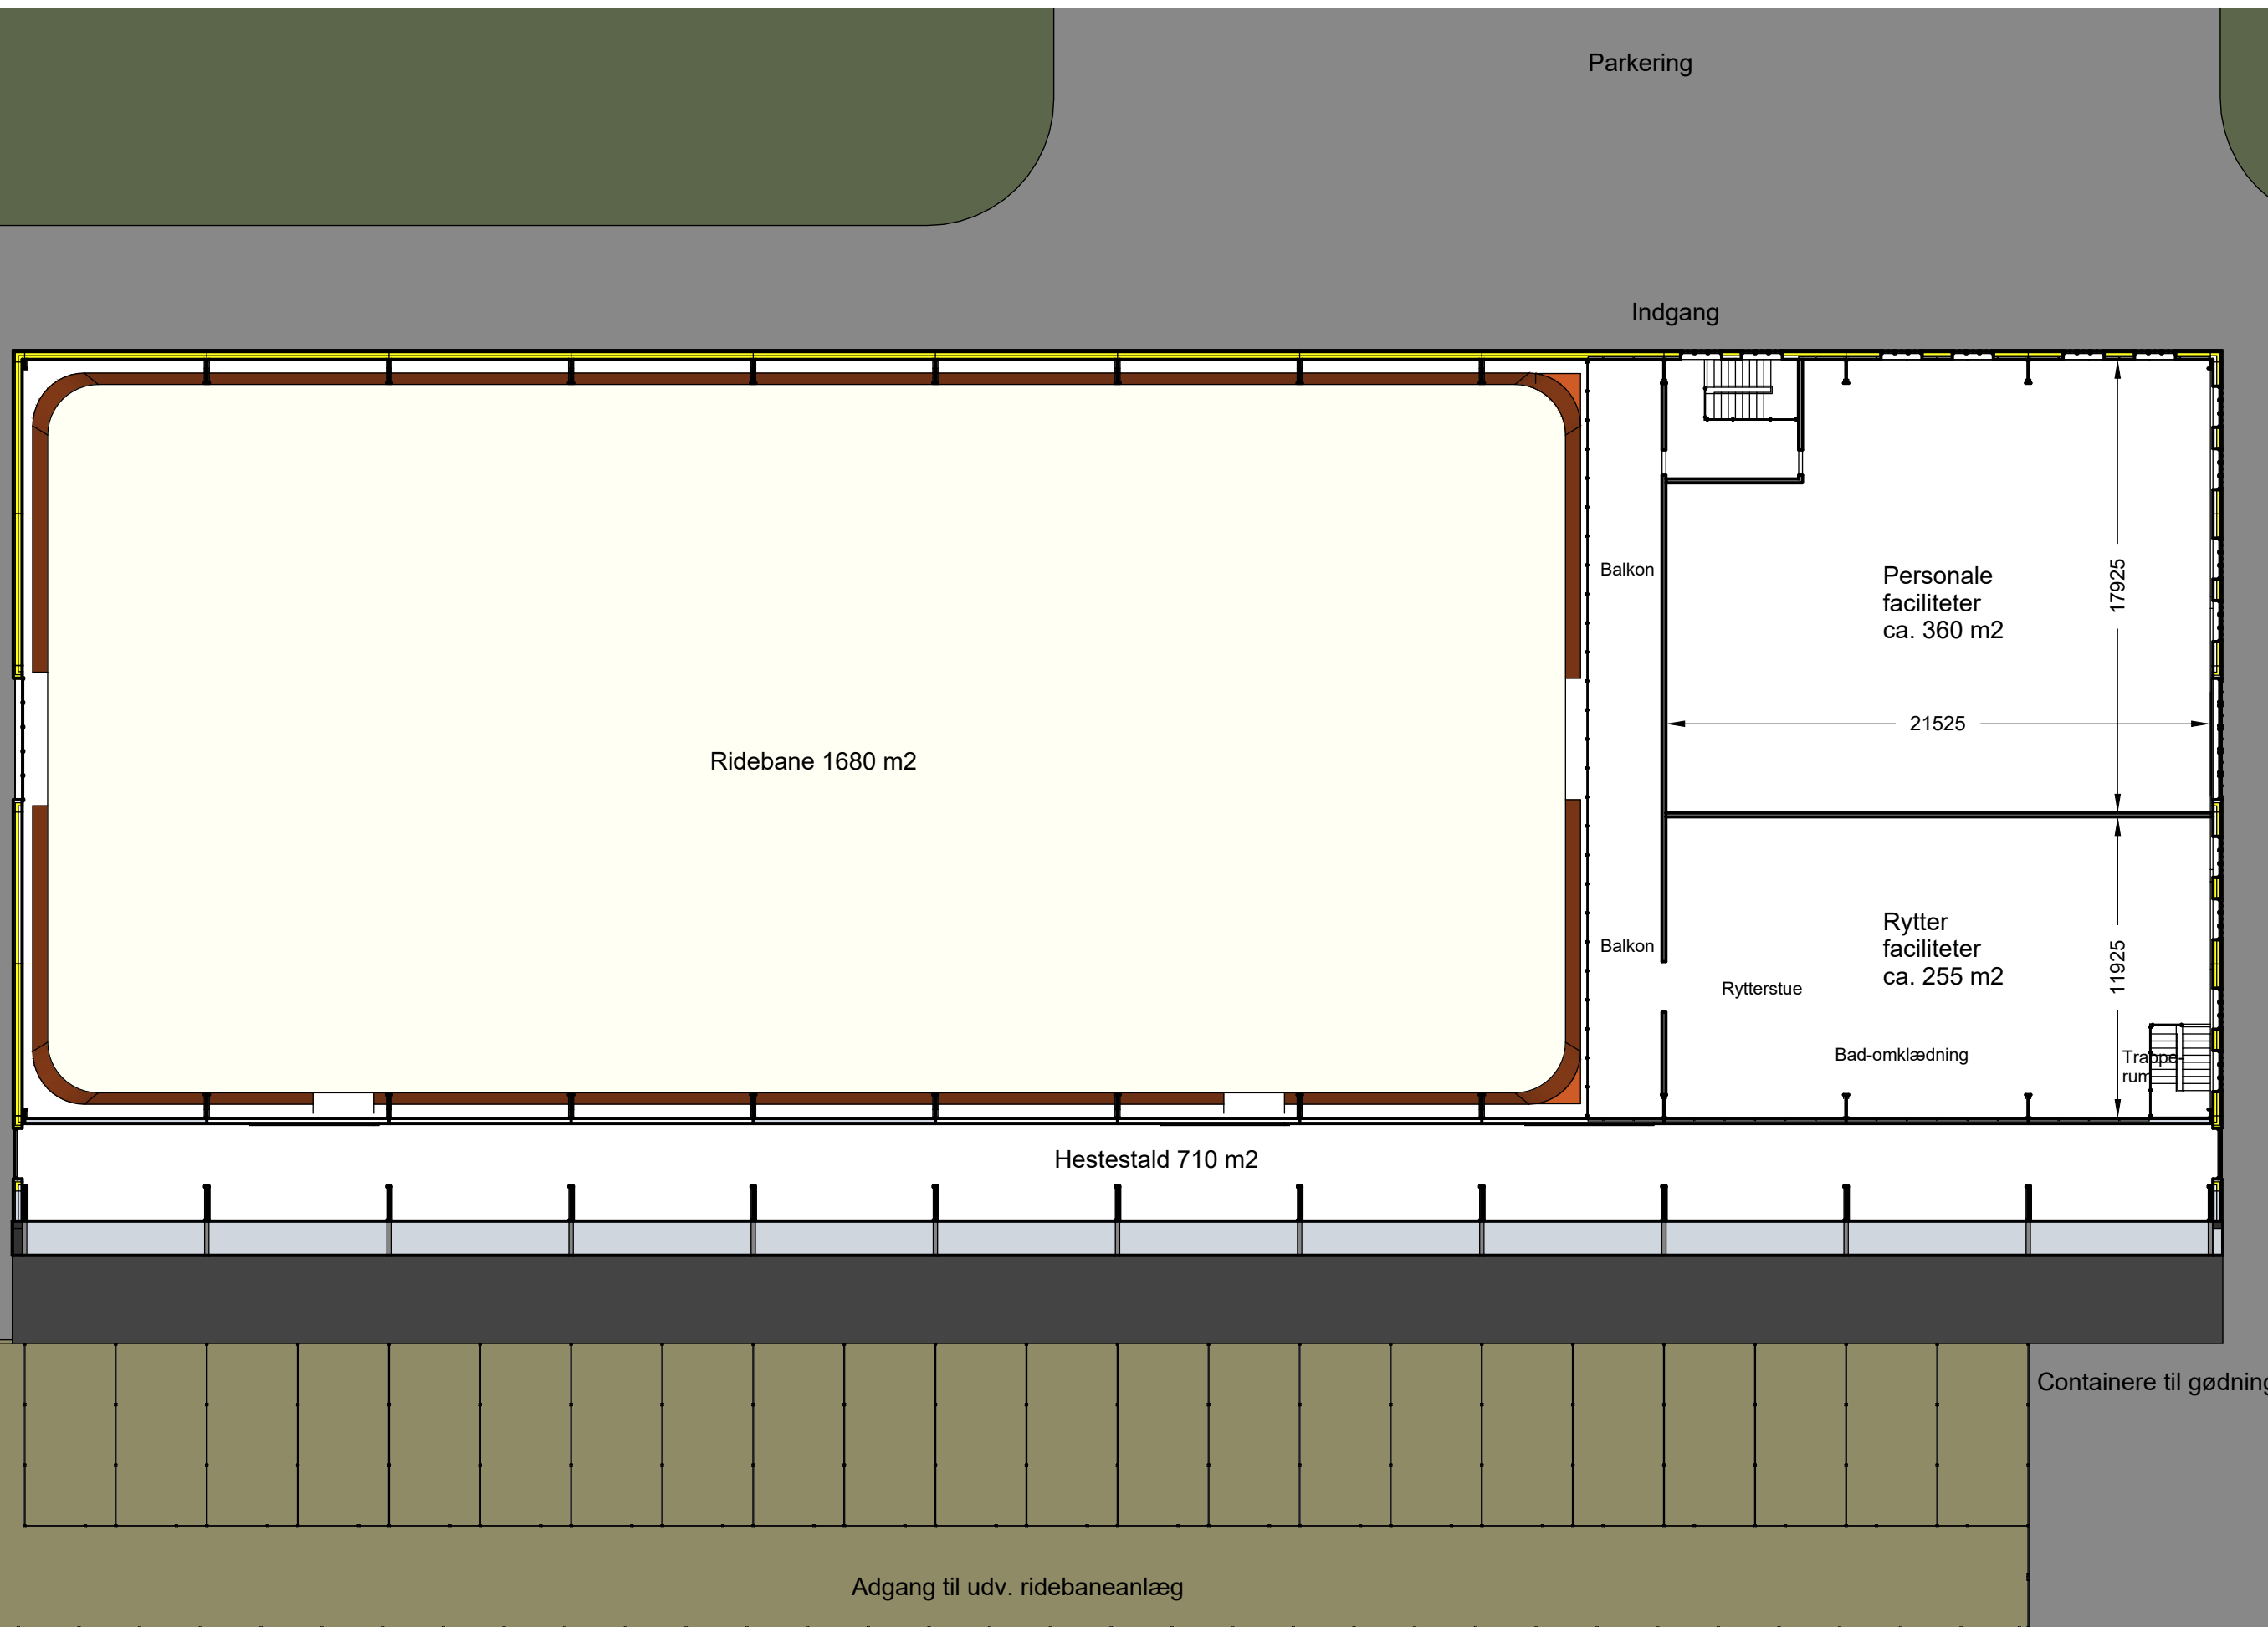 Parkering
Indgang
Balkon
Personale
faciliteter
ca. 360 m2
17925
21525
Ridebane 1680 m2
Balkon
Rytter
faciliteter
ca. 255 m2
11925
Rytterstue
Bad-omklædning
Trappe-
rum
Hestestald 710 m2
Containere til gødning
Adgang til udv. ridebaneanlæg